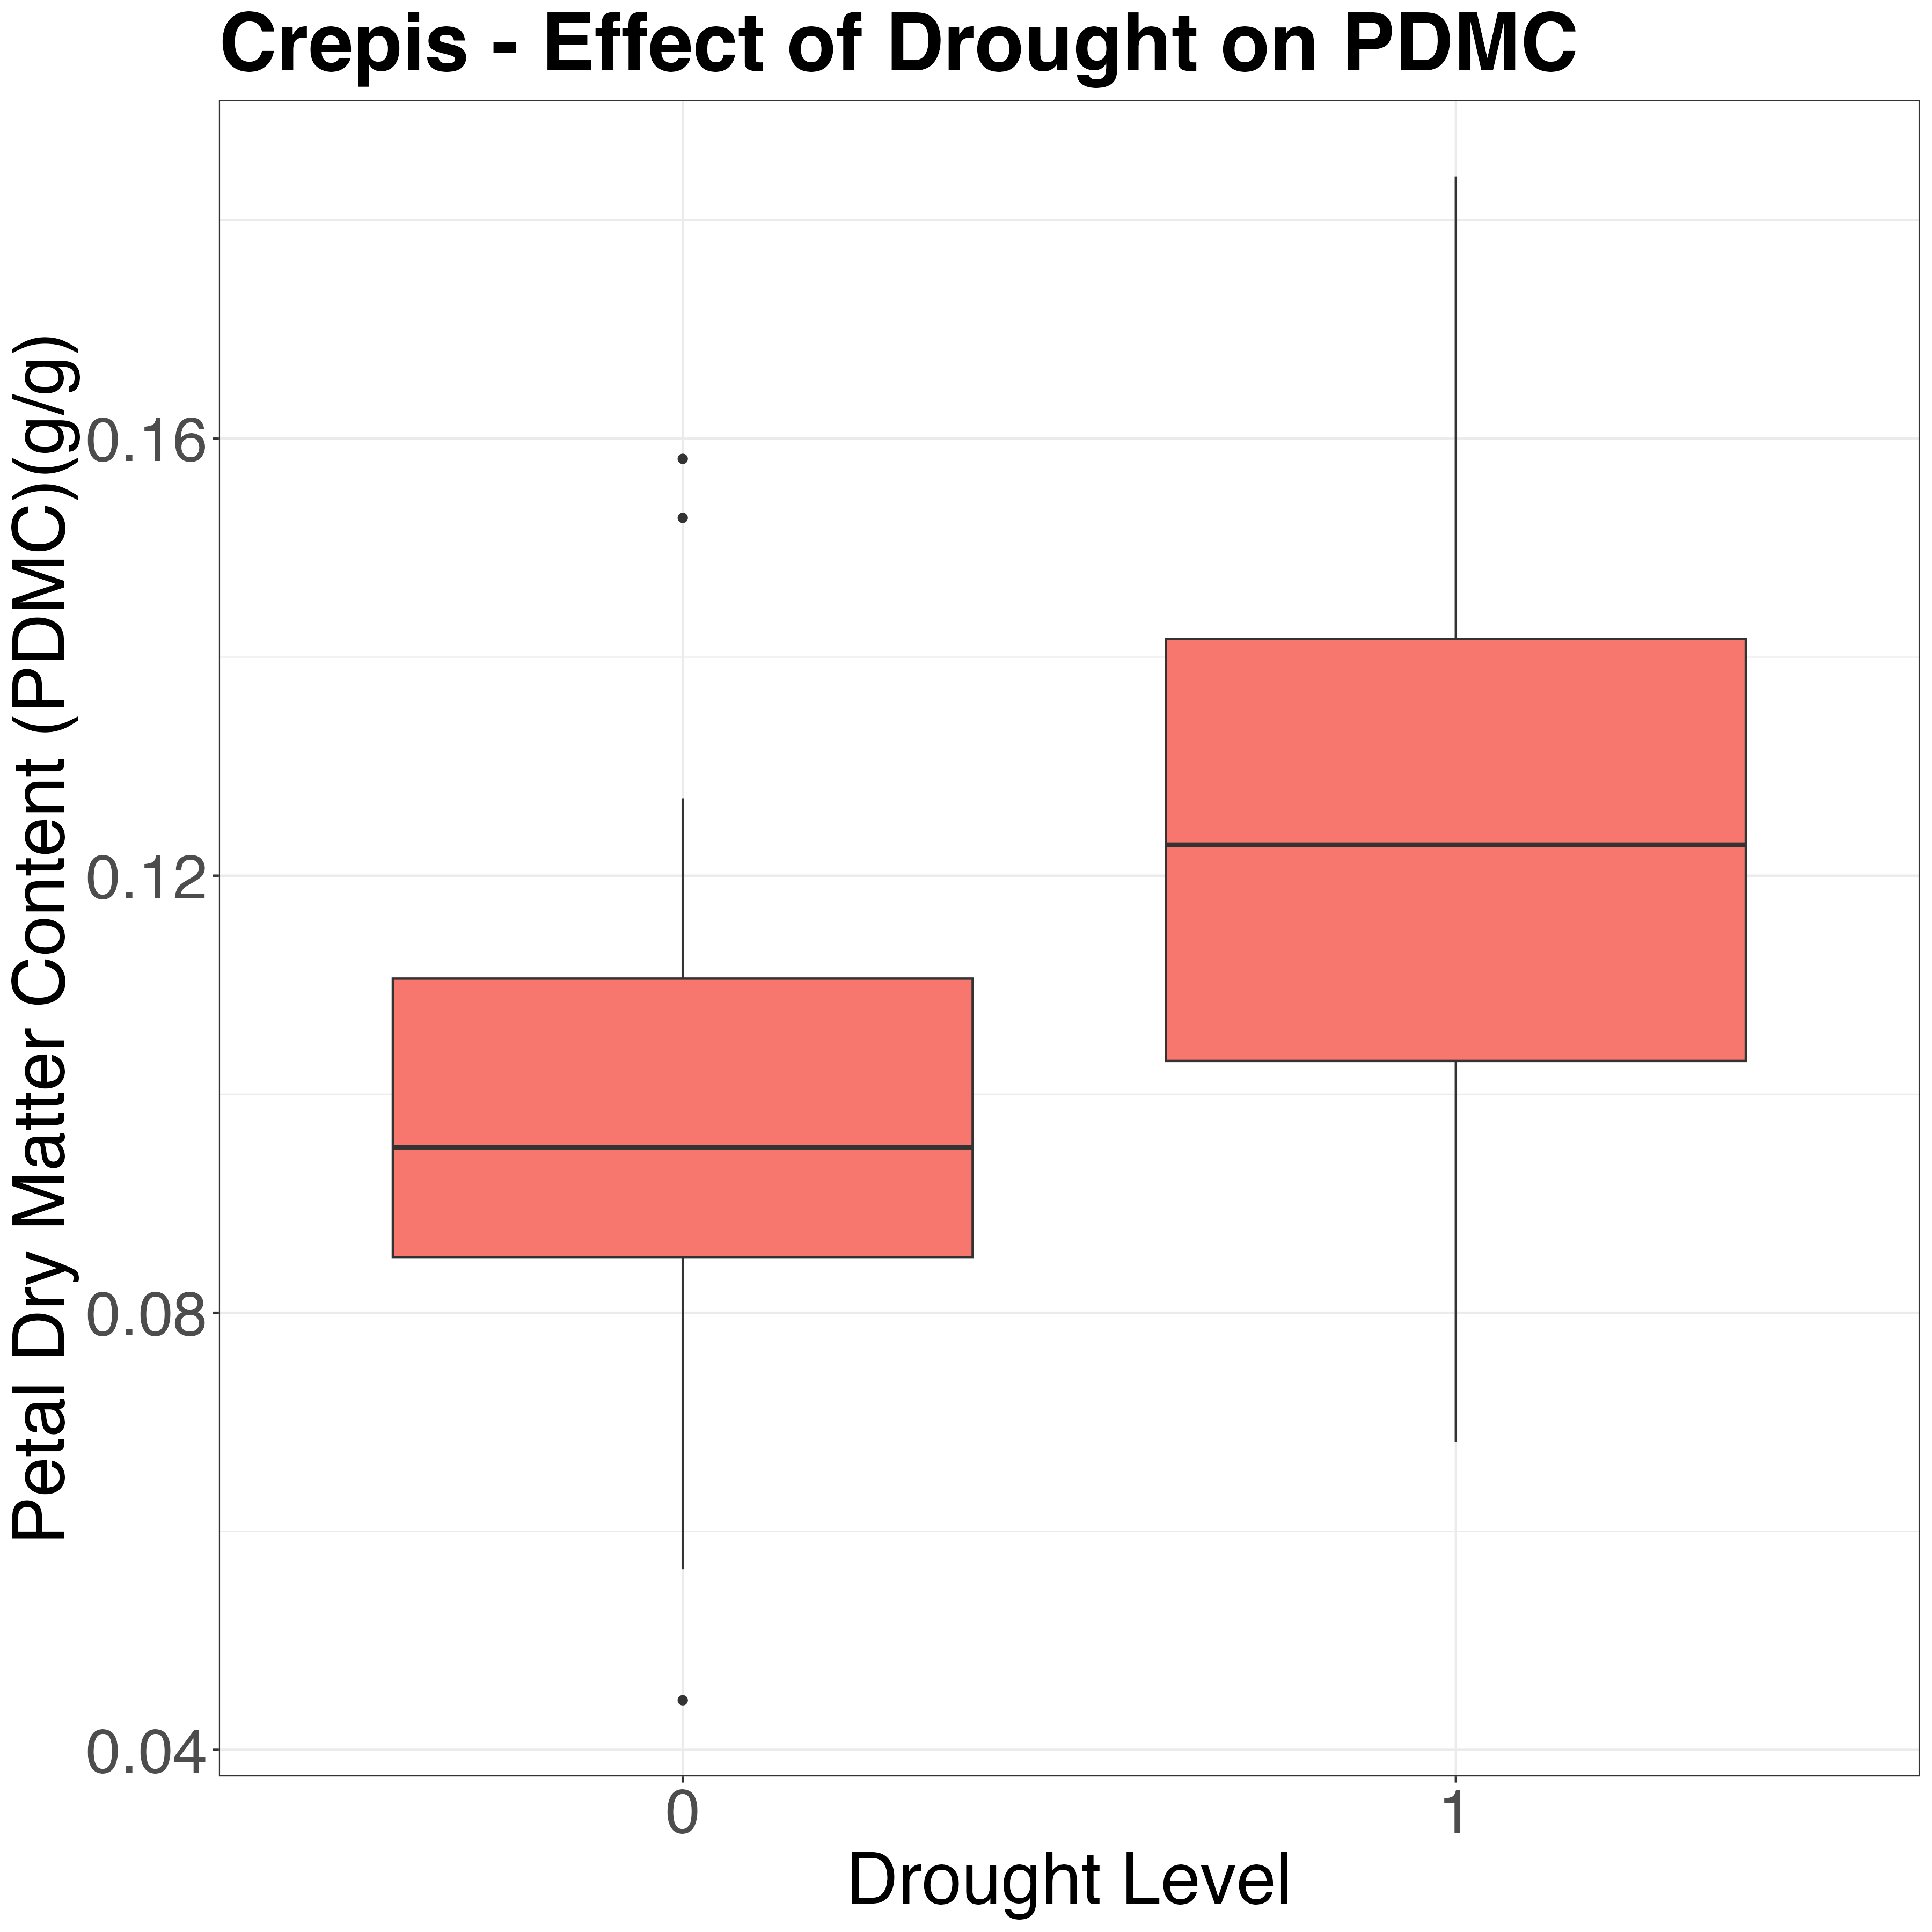 Crepis - Effect of Drought on PDMC
Petal Dry Matter Content (PDMC)(g/g)
0.16
0.12
0.08
0.04
0
1
Drought Level